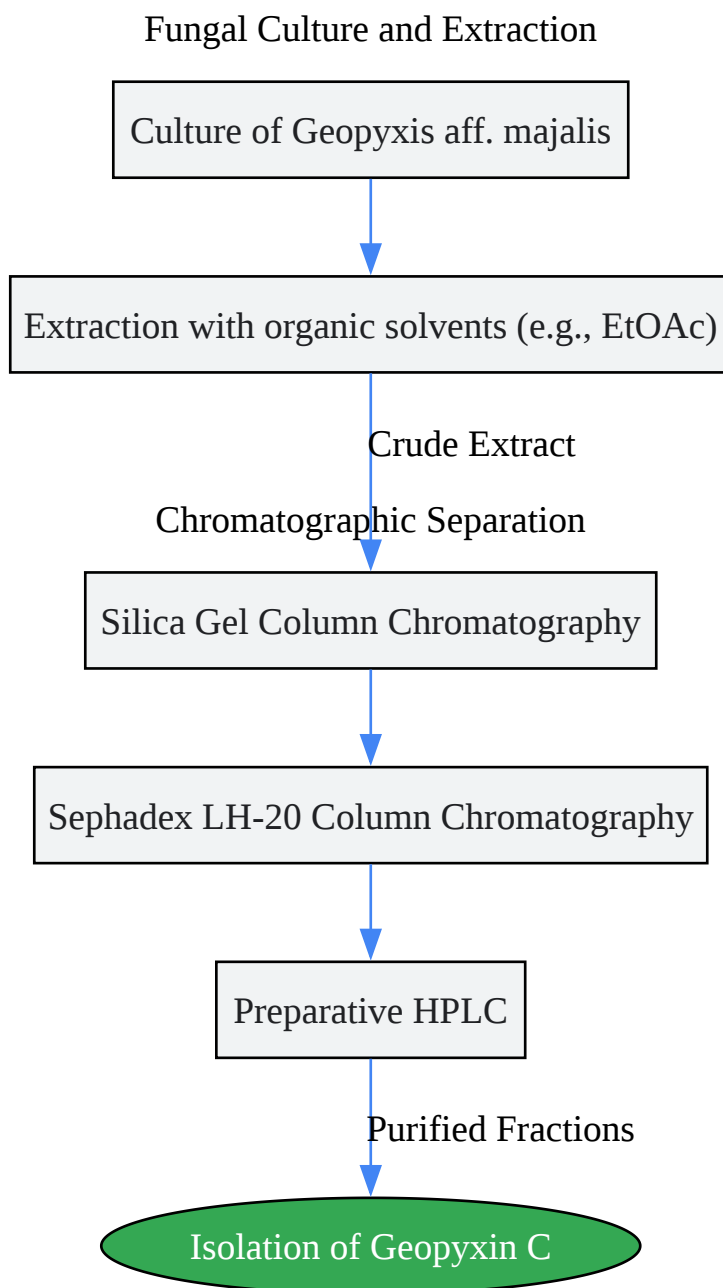 Fungal Culture and Extraction
Culture of Geopyxis aff. majalis
Extraction with organic solvents (e.g., EtOAc)
Crude Extract
Chromatographic Separation
Silica Gel Column Chromatography
Sephadex LH-20 Column Chromatography
Preparative HPLC
Purified Fractions
Isolation of Geopyxin C